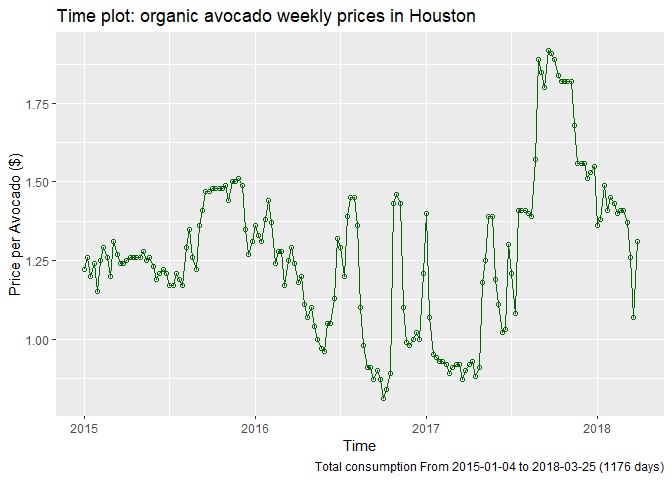 Time plot: organic avocado weekly prices in Houston
Price per Avocado ($)
1.75
1.50
1.25
1.00
2015 2016 2017 2018
Time
Total consumption From 2015-01-04 to 2018-03-25 (1176 days)